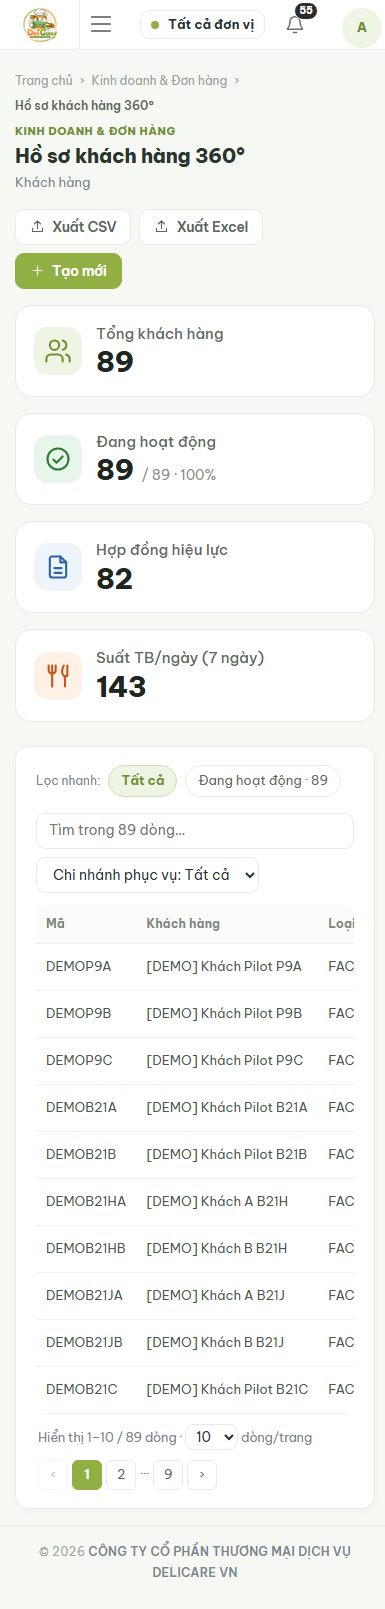 Tất cả đơn vị
55
A
Trang chủ › Kinh doanh & Đơn hàng ›
Hồ sơ khách hàng 360°
KINH DOANH & ĐƠN HÀNG
Hồ sơ khách hàng 360°
Khách hàng
Xuất CSV
Xuất Excel
Tạo mới
Tổng khách hàng
89
Đang hoạt động
89 / 89 · 100%
Hợp đồng hiệu lực
82
Suất TB/ngày (7 ngày)
143
Lọc nhanh: Tất cả Đang hoạt động · 89
Tìm trong 89 dòng...
Chi nhánh phục vụ: Tất cả
Mã Khách hàng Loại
DEMOP9A [DEMO] Khách Pilot P9A FAC
DEMOP9B [DEMO] Khách Pilot P9B FAC
DEMOP9C [DEMO] Khách Pilot P9C FAC
DEMOB21A [DEMO] Khách Pilot B21A FAC
DEMOB21B [DEMO] Khách Pilot B21B FAC
DEMOB21HA [DEMO] Khách A B21H FAC
DEMOB21HB [DEMO] Khách B B21H FAC
DEMOB21JA [DEMO] Khách A B21J FAC
DEMOB21JB [DEMO] Khách B B21J FAC
DEMOB21C [DEMO] Khách Pilot B21C FAC
Hiển thị 1–10 / 89 dòng · 10 dòng/trang
‹ 1 2 ... 9 ›
© 2026 CÔNG TY CỔ PHẦN THƯƠNG MẠI DỊCH VỤ
DELICARE VN